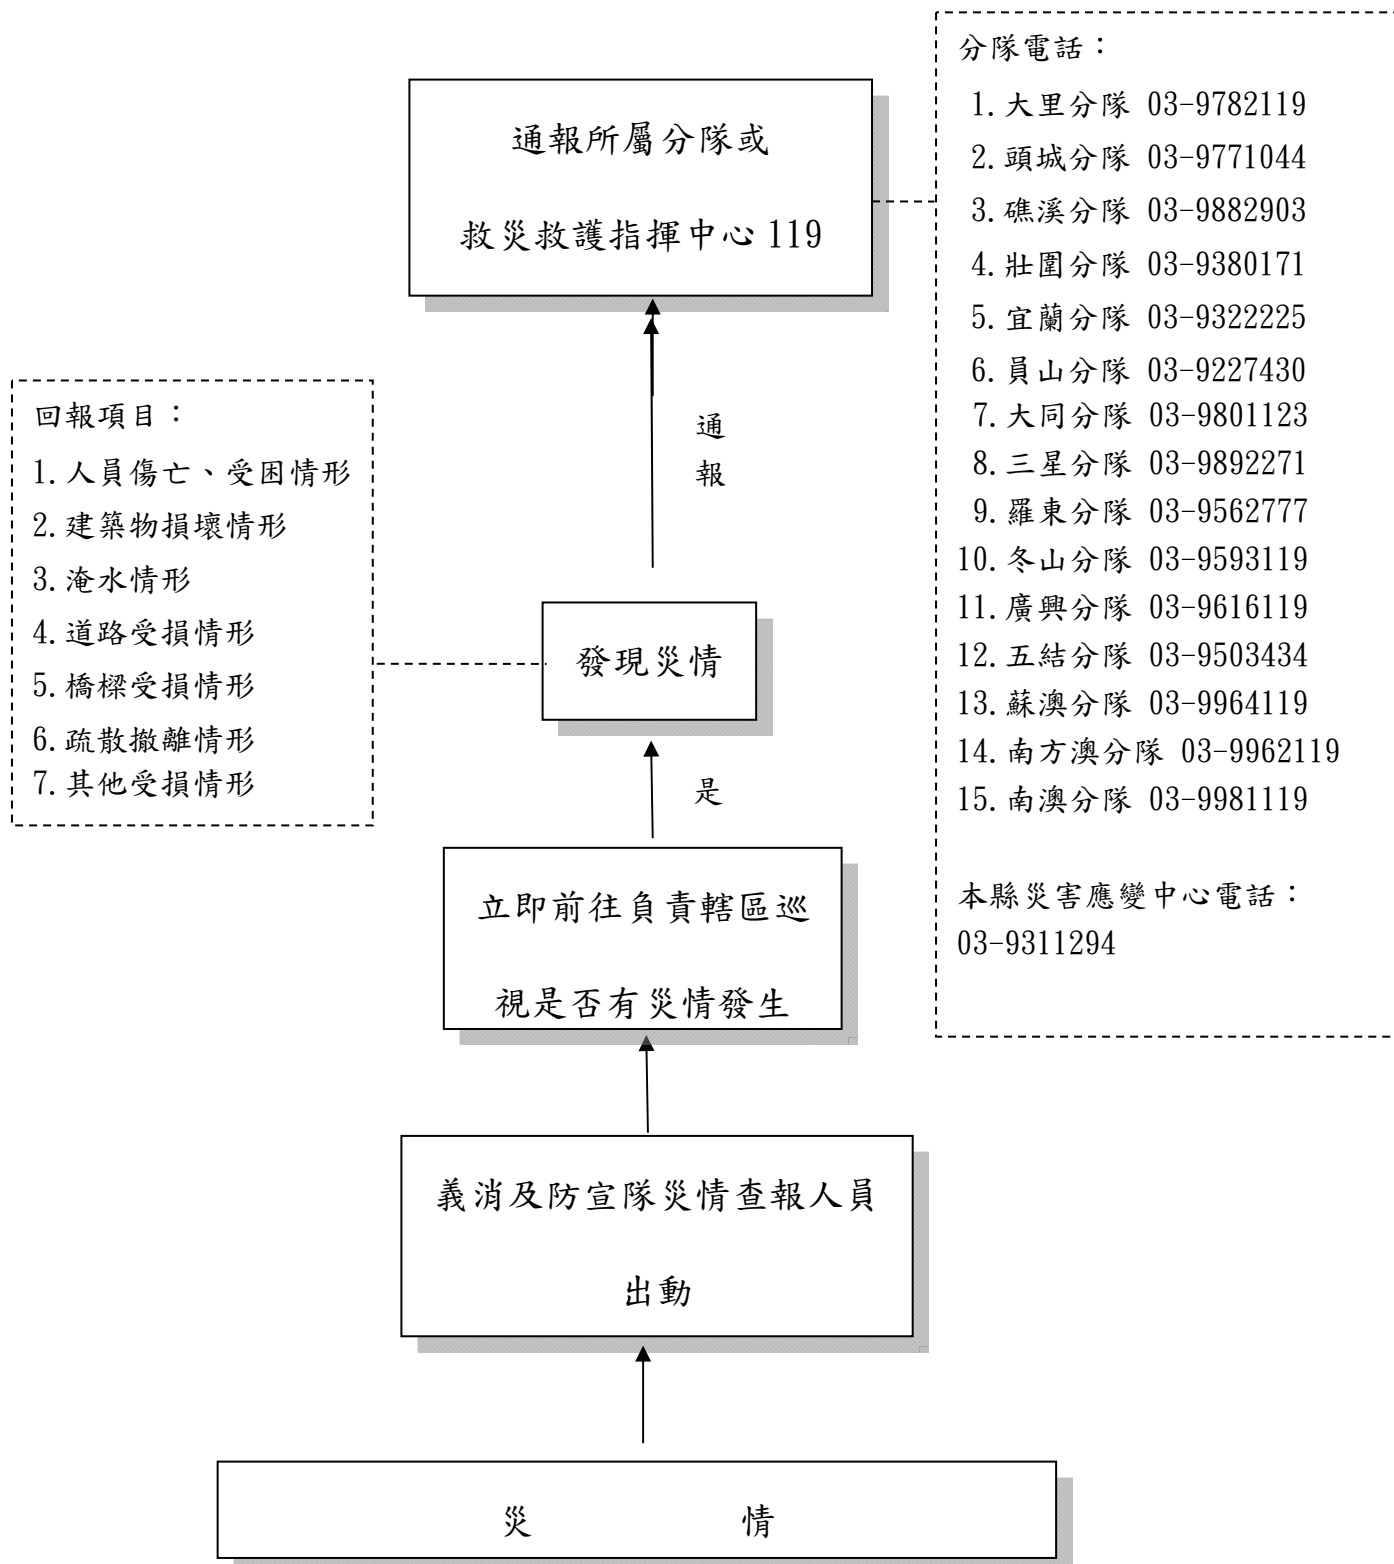 通報所屬分隊或
救災救護指揮中心 119
分隊電話：
1.大里分隊 03-9782119
2.頭城分隊 03-9771044
3.礁溪分隊 03-9882903
4.壯圍分隊 03-9380171
5.宜蘭分隊 03-9322225
6.員山分隊 03-9227430
7.大同分隊 03-9801123
8.三星分隊 03-9892271
9.羅東分隊 03-9562777
10.冬山分隊 03-9593119
11.廣興分隊 03-9616119
12.五結分隊 03-9503434
13.蘇澳分隊 03-9964119
14.南方澳分隊 03-9962119
15.南澳分隊 03-9981119
本縣災害應變中心電話：
03-9311294
通
報
回報項目：
1.人員傷亡、受困情形
2.建築物損壞情形
3.淹水情形
4.道路受損情形
5.橋樑受損情形
6.疏散撤離情形
7.其他受損情形
發現災情
是
立即前往負責轄區巡
視是否有災情發生
義消及防宣隊災情查報人員
出動
災 情